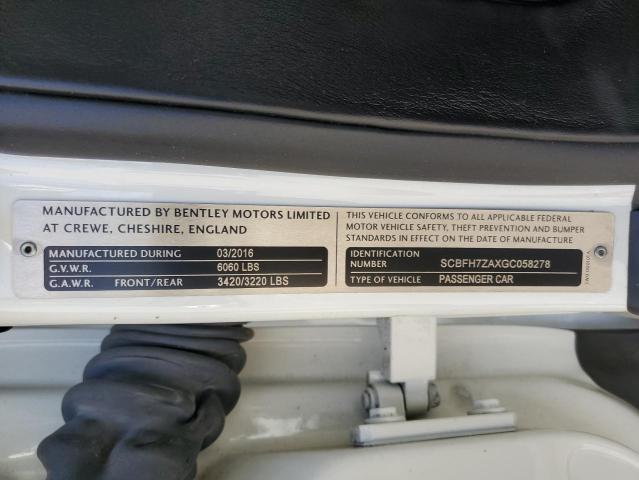 MANUFACTURED BY BENTLEY MOTORS LIMITED
AT CREWE, CHESHIRE, ENGLAND
MANUFACTURED DURING 03/2016
G.V.W.R. 6060 LBS
G.A.W.R. FRONT/REAR 3420/3220 LBS
THIS VEHICLE CONFORMS TO ALL APPLICABLE FEDERAL
MOTOR VEHICLE SAFETY, THEFT PREVENTION AND BUMPER
STANDARDS IN EFFECT ON THE DATE OF MANUFACTURE
IDENTIFICATION
NUMBER SCBFH7ZAXGC058278
TYPE OF VEHICLE PASSENGER CAR